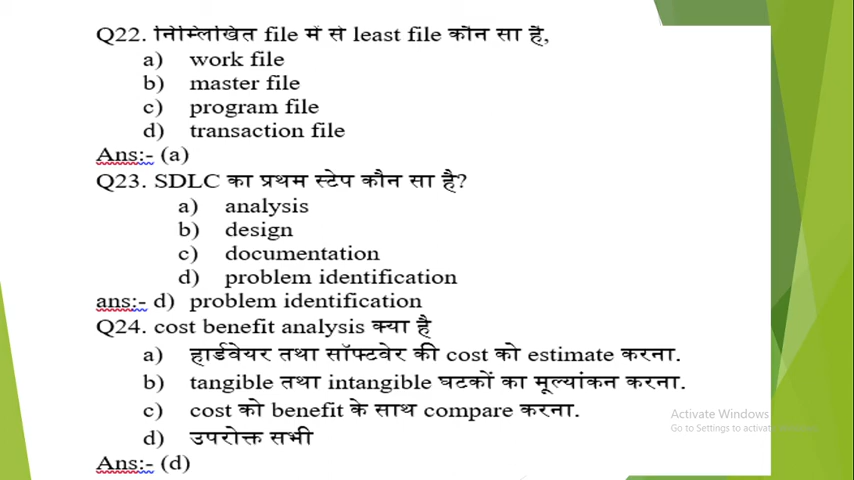 Q22. निम्लिखित file में से least file कौन सा है,
a) work file
b) master file
c) program file
d) transaction file
Ans:- (a)
Q23. SDLC का प्रथम स्टेप कौन सा है?
a) analysis
b) design
c) documentation
d) problem identification
ans:- d) problem identification
Q24. cost benefit analysis क्या है
a) हार्डवेयर तथा सॉफ्टवेर की cost को estimate करना.
b) tangible तथा intangible घटकों का मूल्यांकन करना.
c) cost को benefit के साथ compare करना.
d) उपरोक्त सभी
Ans:- (d)
Activate Windows
Go to Settings to activate Windows.